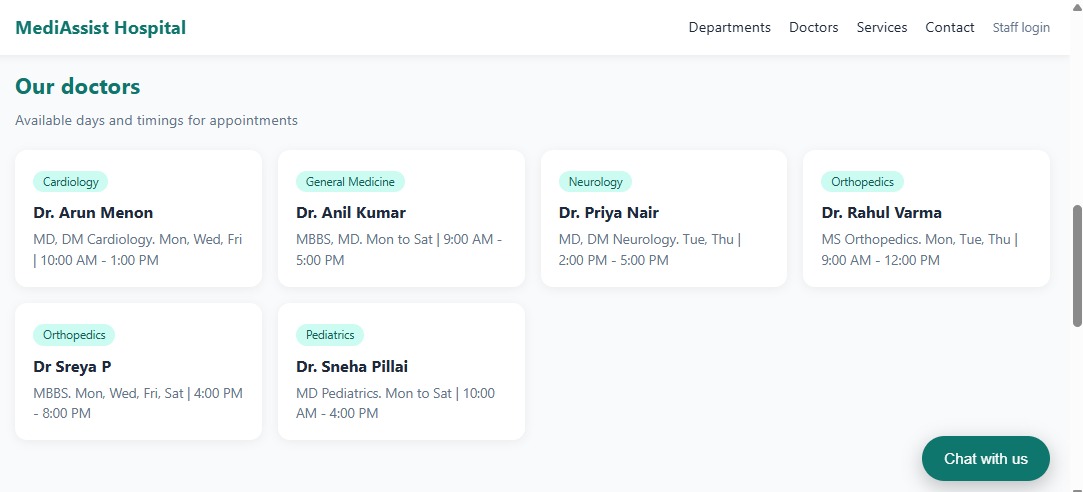 MediAssist Hospital
Departments Doctors Services Contact Staff login
Our doctors
Available days and timings for appointments
Cardiology
Dr. Arun Menon
MD, DM Cardiology. Mon, Wed, Fri
| 10:00 AM - 1:00 PM
General Medicine
Dr. Anil Kumar
MBBS, MD. Mon to Sat | 9:00 AM -
5:00 PM
Neurology
Dr. Priya Nair
MD, DM Neurology. Tue, Thu |
2:00 PM - 5:00 PM
Orthopedics
Dr. Rahul Varma
MS Orthopedics. Mon, Tue, Thu |
9:00 AM - 12:00 PM
Orthopedics
Dr Sreya P
MBBS. Mon, Wed, Fri, Sat | 4:00 PM
- 8:00 PM
Pediatrics
Dr. Sneha Pillai
MD Pediatrics. Mon to Sat | 10:00
AM - 4:00 PM
Chat with us